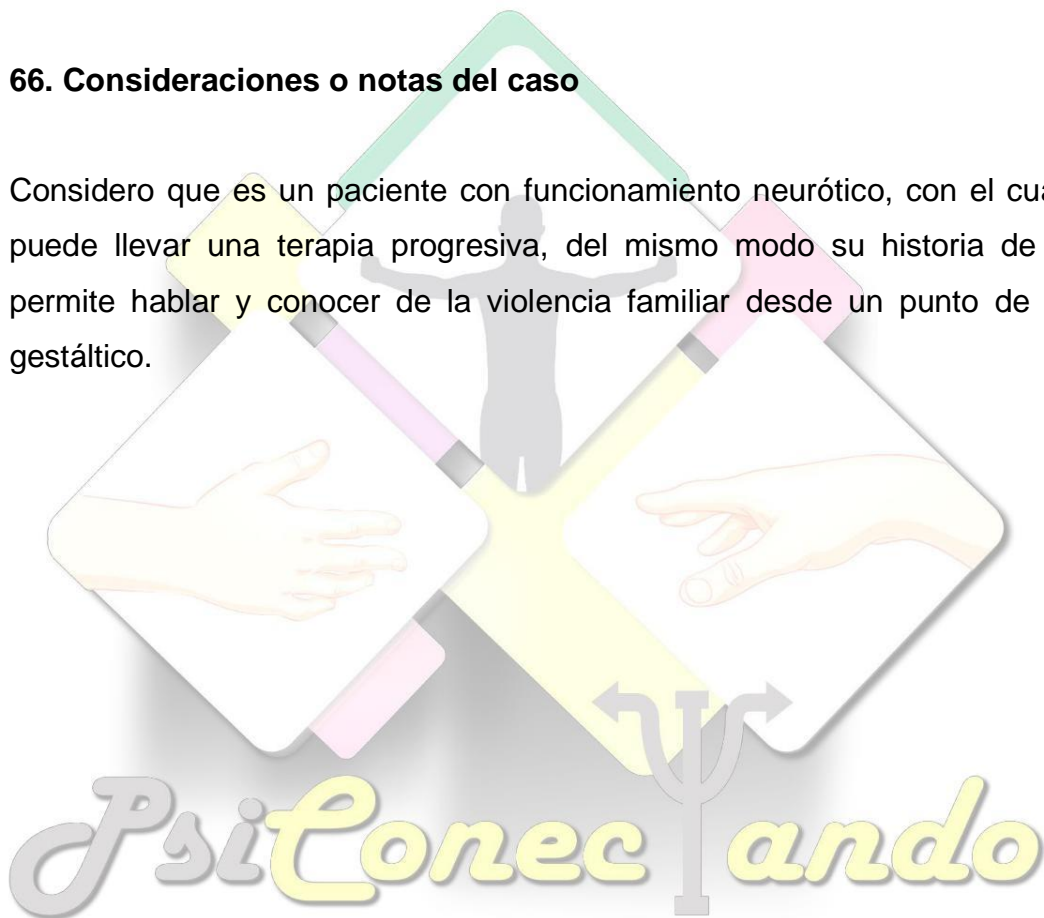 66. Consideraciones o notas del caso
Considero que es un paciente con funcionamiento neurótico, con el cua
puede llevar una terapia progresiva, del mismo modo su historia de
permite hablar y conocer de la violencia familiar desde un punto de
gestáltico.
PsiConecΨando